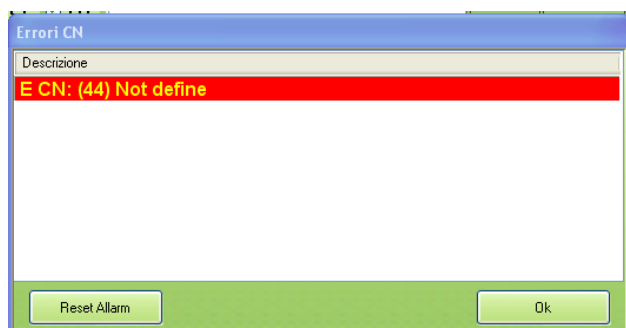 Errori CN
Descrizione
E CN: (44) Not define
Reset Allarm
Ok